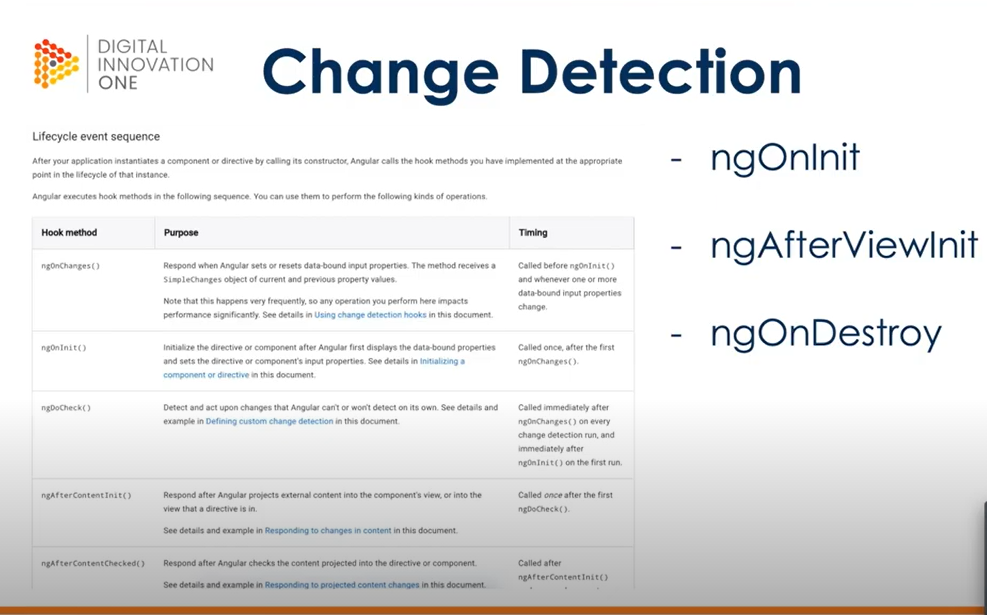 DIGITAL
INNOVATION
ONE
Change Detection
Lifecycle event sequence
After your application instantiates a component or directive by calling its constructor, Angular calls the hook methods you have implemented at the appropriate
point in the lifecycle of that instance.
Angular executes hook methods in the following sequence. You can use them to perform the following kinds of operations.
Hook method Purpose Timing
ngOnChanges()
Respond when Angular sets or resets data-bound input properties. The method receives a
SimpleChanges object of current and previous property values.
Note that this happens very frequently, so any operation you perform here impacts
performance significantly. See details in Using change detection hooks in this document.
Called before ngOnInit()
and whenever one or more
data-bound input properties
change.
ngOnInit()
Initialize the directive or component after Angular first displays the data-bound properties
and sets the directive or component's input properties. See details in Initializing a
component or directive in this document.
Called once, after the first
ngOnChanges().
ngDoCheck()
Detect and act upon changes that Angular can't or won't detect on its own. See details and
example in Defining custom change detection in this document.
Called immediately after
ngOnChanges() on every
change detection run, and
immediately after
ngOnInit() on the first run.
ngAfterContentInit()
Respond after Angular projects external content into the component's view, or into the
view that a directive is in.
See details and example in Responding to changes in content in this document.
Called once after the first
ngDoCheck().
ngAfterContentChecked()
Respond after Angular checks the content projected into the directive or component.
See details and example in Responding to projected content changes in this document.
Called after
ngAfterContentInit()
- ngOnInit
- ngAfterViewInit
- ngOnDestroy